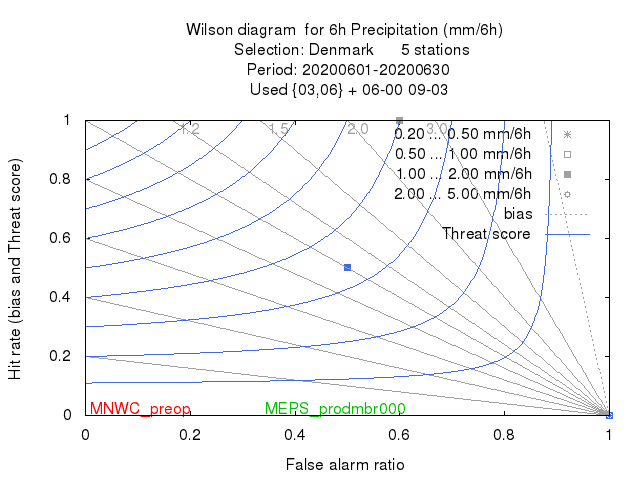 Wilson diagram  for 6h Precipitation (mm/6h)
Selection: Denmark      5 stations
Period: 20200601-20200630
Used {03,06} + 06-00 09-03
Hit rate (bias and Threat score)
1
0.8
0.6
0.4
0.2
0
1.2 1.5 2.0 3.0
0.20 ... 0.50 mm/6h
0.50 ... 1.00 mm/6h
1.00 ... 2.00 mm/6h
2.00 ... 5.00 mm/6h
bias
Threat score
MNWC_preop MEPS_prodmbr000
0 0.2 0.4 0.6 0.8 1
False alarm ratio